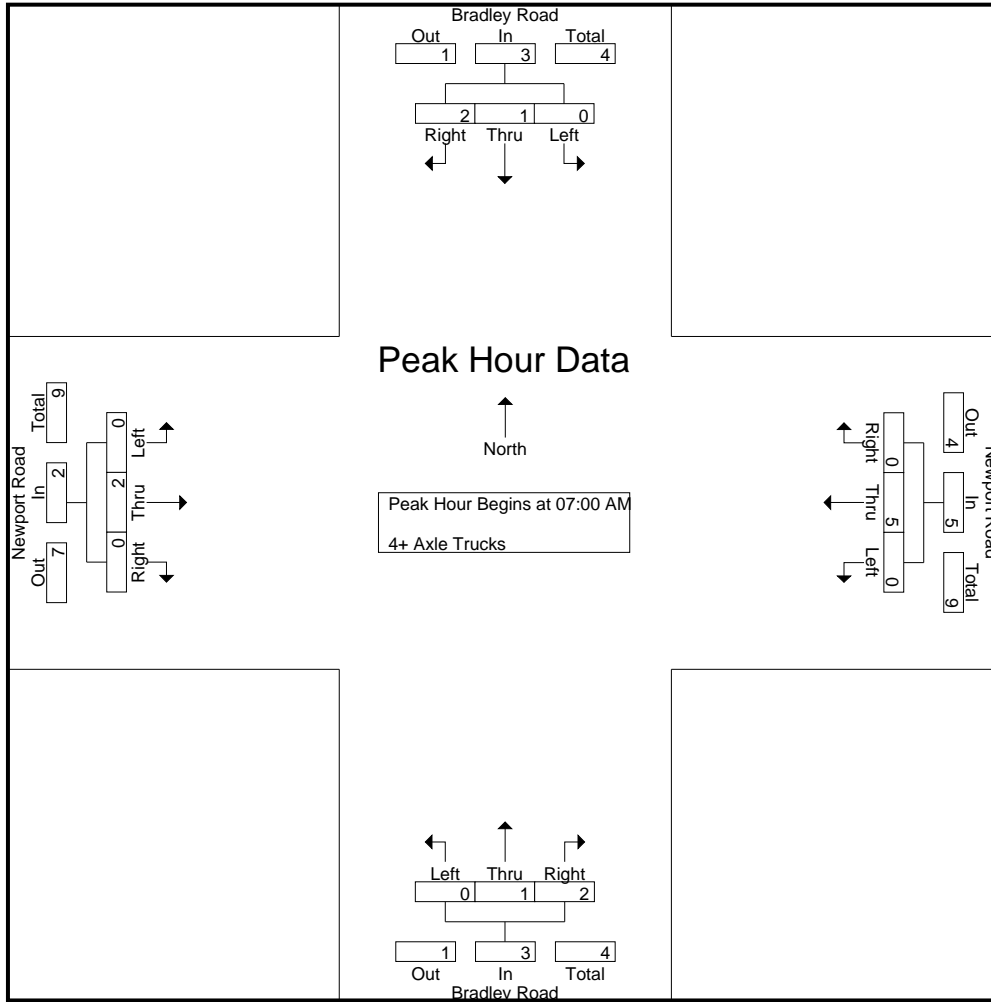 Bradley Road
Out In Total
1 3 4
2 1 0
Right Thru Left
Peak Hour Data
North
Peak Hour Begins at 07:00 AM
4+ Axle Trucks
Newport Road
Out In Total
7 2 9
Left Thru Right
0 2 0
Newport Road
Out In Total
4 5 9
Right Thru Left
0 5 0
Left Thru Right
0 1 2
1 3 4
Out In Total
Bradley Road